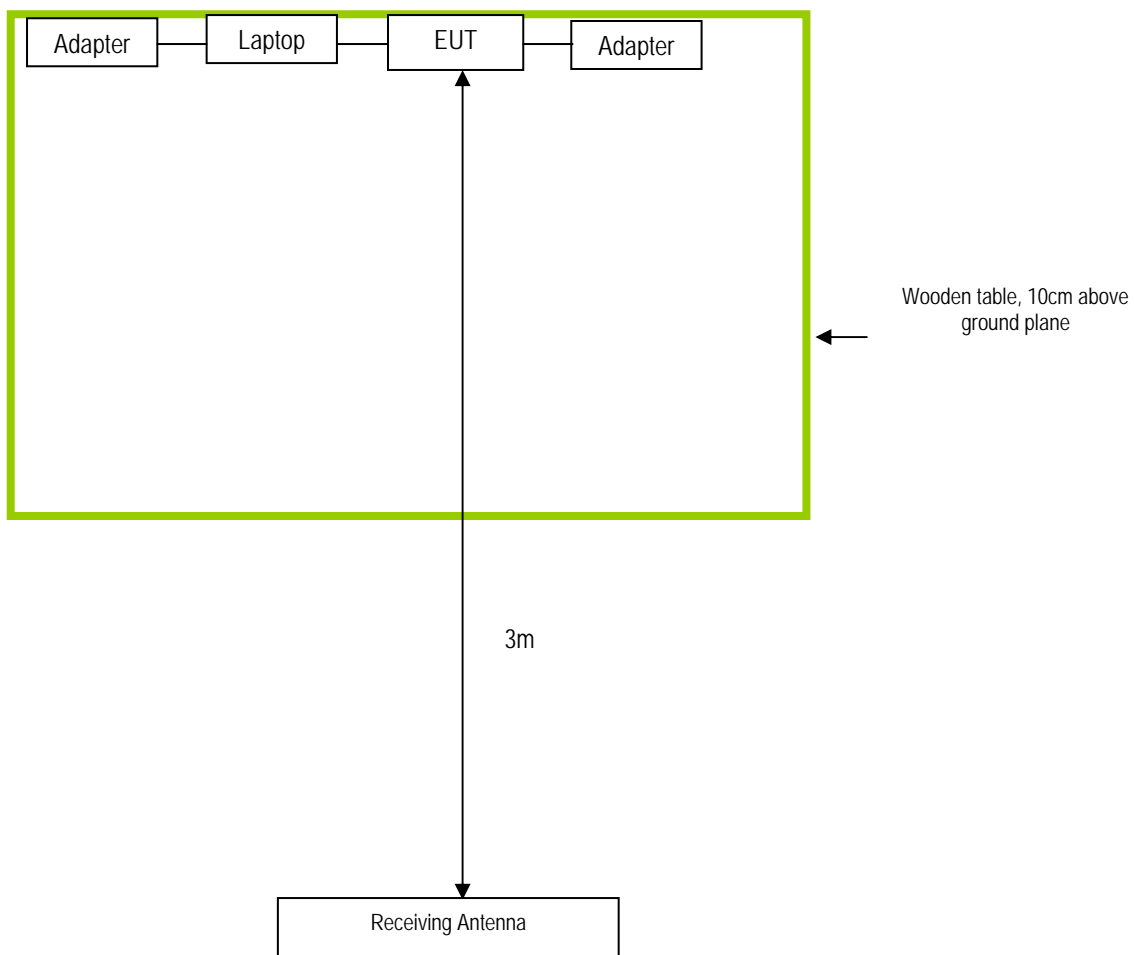 Adapter
Laptop
EUT
Adapter
Wooden table, 10cm above
ground plane
3m
Receiving Antenna